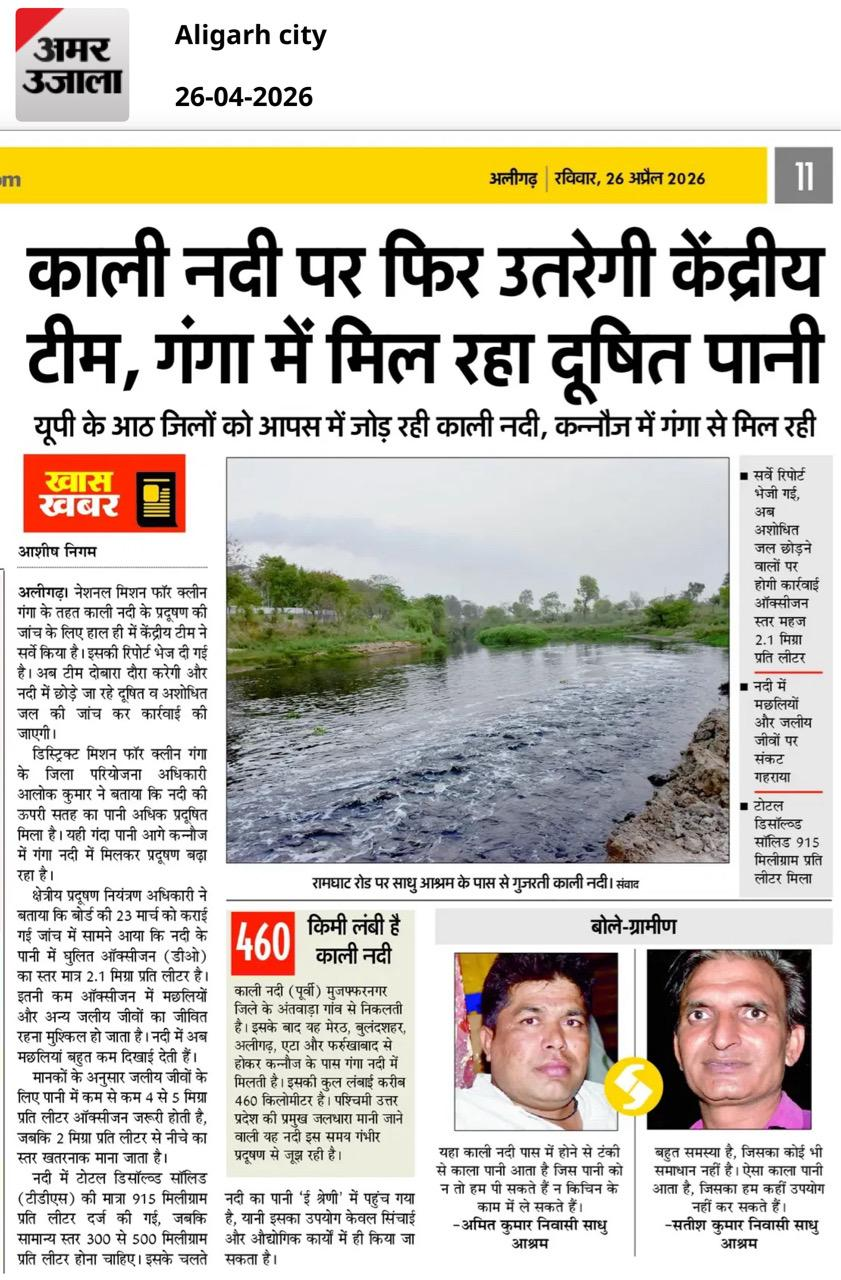 अमर
उजाला
Aligarh city
26-04-2026
om
अलीगढ़ | रविवार, 26 अप्रैल 2026
11
काली नदी पर फिर उतरेगी केंद्रीय
टीम, गंगा में मिल रहा दूषित पानी
यूपी के आठ जिलों को आपस में जोड़ रही काली नदी, कन्नौज में गंगा से मिल रही
खास
खबर
आशीष निगम
अलीगढ़। नेशनल मिशन फॉर क्लीन
गंगा के तहत काली नदी के प्रदूषण की
जांच के लिए हाल ही में केंद्रीय टीम ने
सर्वे किया है। इसकी रिपोर्ट भेज दी गई
है। अब टीम दोबारा दौरा करेगी और
नदी में छोड़े जा रहे दूषित व अशोधित
जल की जांच कर कार्रवाई की
जाएगी।
डिस्ट्रिक्ट मिशन फॉर क्लीन गंगा
के जिला परियोजना अधिकारी
आलोक कुमार ने बताया कि नदी की
ऊपरी सतह का पानी अधिक प्रदूषित
मिला है। यही गंदा पानी आगे कन्नौज
में गंगा नदी में मिलकर प्रदूषण बढ़ा
रहा है।
क्षेत्रीय प्रदूषण नियंत्रण अधिकारी ने
बताया कि बोर्ड की 23 मार्च को कराई
गई जांच में सामने आया कि नदी के
पानी में घुलित ऑक्सीजन (डीओ)
का स्तर मात्र 2.1 मिग्रा प्रति लीटर है।
इतनी कम ऑक्सीजन में मछलियों
और अन्य जलीय जीवों का जीवित
रहना मुश्किल हो जाता है। नदी में अब
मछलियां बहुत कम दिखाई देती हैं।
मानकों के अनुसार जलीय जीवों के
लिए पानी में कम से कम 4 से 5 मिग्रा
प्रति लीटर ऑक्सीजन जरूरी होती है,
जबकि 2 मिग्रा प्रति लीटर से नीचे का
स्तर खतरनाक माना जाता है।
नदी में टोटल डिसॉल्व्ड सॉलिड
(टीडीएस) की मात्रा 915 मिलीग्राम
प्रति लीटर दर्ज की गई, जबकि
सामान्य स्तर 300 से 500 मिलीग्राम
प्रति लीटर होना चाहिए। इसके चलते
रामघाट रोड पर साधु आश्रम के पास से गुजरती काली नदी। संवाद
■ सर्वे रिपोर्ट
भेजी गई,
अब
अशोधित
जल छोड़ने
वालों पर
होगी कार्रवाई
ऑक्सीजन
स्तर महज
2.1 मिग्रा
प्रति लीटर
■ नदी में
मछलियों
और जलीय
जीवों पर
संकट
गहराया
■ टोटल
डिसॉल्व्ड
सॉलिड 915
मिलीग्राम प्रति
लीटर मिला
460 किमी लंबी है
काली नदी
काली नदी (पूर्वी) मुजफ्फरनगर
जिले के अंतवाड़ा गांव से निकलती
है। इसके बाद यह मेरठ, बुलंदशहर,
अलीगढ़, एटा और फर्रुखाबाद से
होकर कन्नौज के पास गंगा नदी में
मिलती है। इसकी कुल लंबाई करीब
460 किलोमीटर है। पश्चिमी उत्तर
प्रदेश की प्रमुख जलधारा मानी जाने
वाली यह नदी इस समय गंभीर
प्रदूषण से जूझ रही है।
नदी का पानी ‘ई श्रेणी’ में पहुंच गया
है, यानी इसका उपयोग केवल सिंचाई
और औद्योगिक कार्यों में ही किया जा
सकता है।
बोले-ग्रामीण
यहा काली नदी पास में होने से टंकी
से काला पानी आता है जिस पानी को
न तो हम पी सकते हैं न किचिन के
काम में ले सकते हैं।
-अमित कुमार निवासी साधु
आश्रम
बहुत समस्या है, जिसका कोई भी
समाधान नहीं है। ऐसा काला पानी
आता है, जिसका हम कहीं उपयोग
नहीं कर सकते हैं।
-सतीश कुमार निवासी साधु
आश्रम